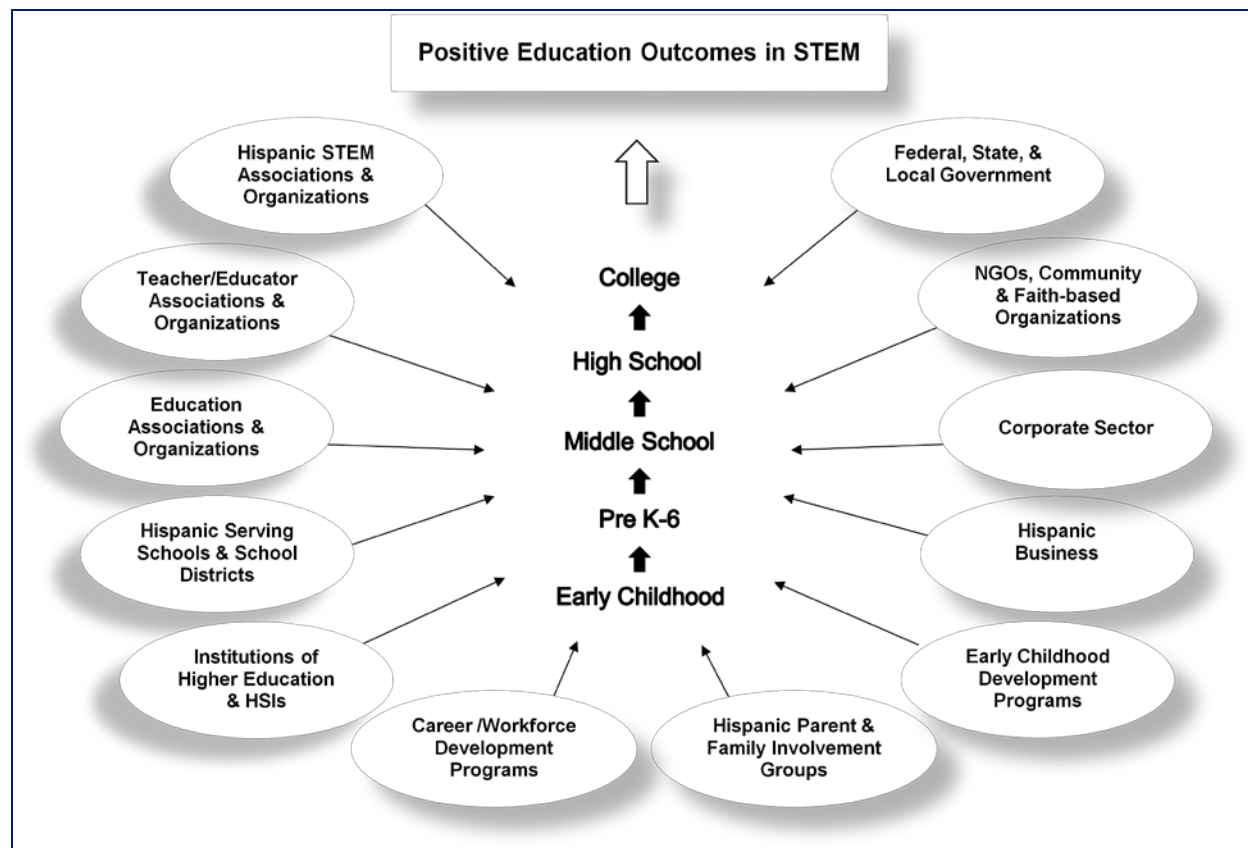 Positive Education Outcomes in STEM
Hispanic STEM
Associations &
Organizations
Federal, State, &
Local Government
Teacher/Educator
Associations &
Organizations
NGOs, Community
& Faith-based
Organizations
Education
Associations &
Organizations
Corporate Sector
Hispanic Serving
Schools & School
Districts
Hispanic
Business
Institutions of
Higher Education
& HSIs
Early Childhood
Development
Programs
Career /Workforce
Development
Programs
Hispanic Parent &
Family Involvement
Groups
College
High School
Middle School
Pre K-6
Early Childhood